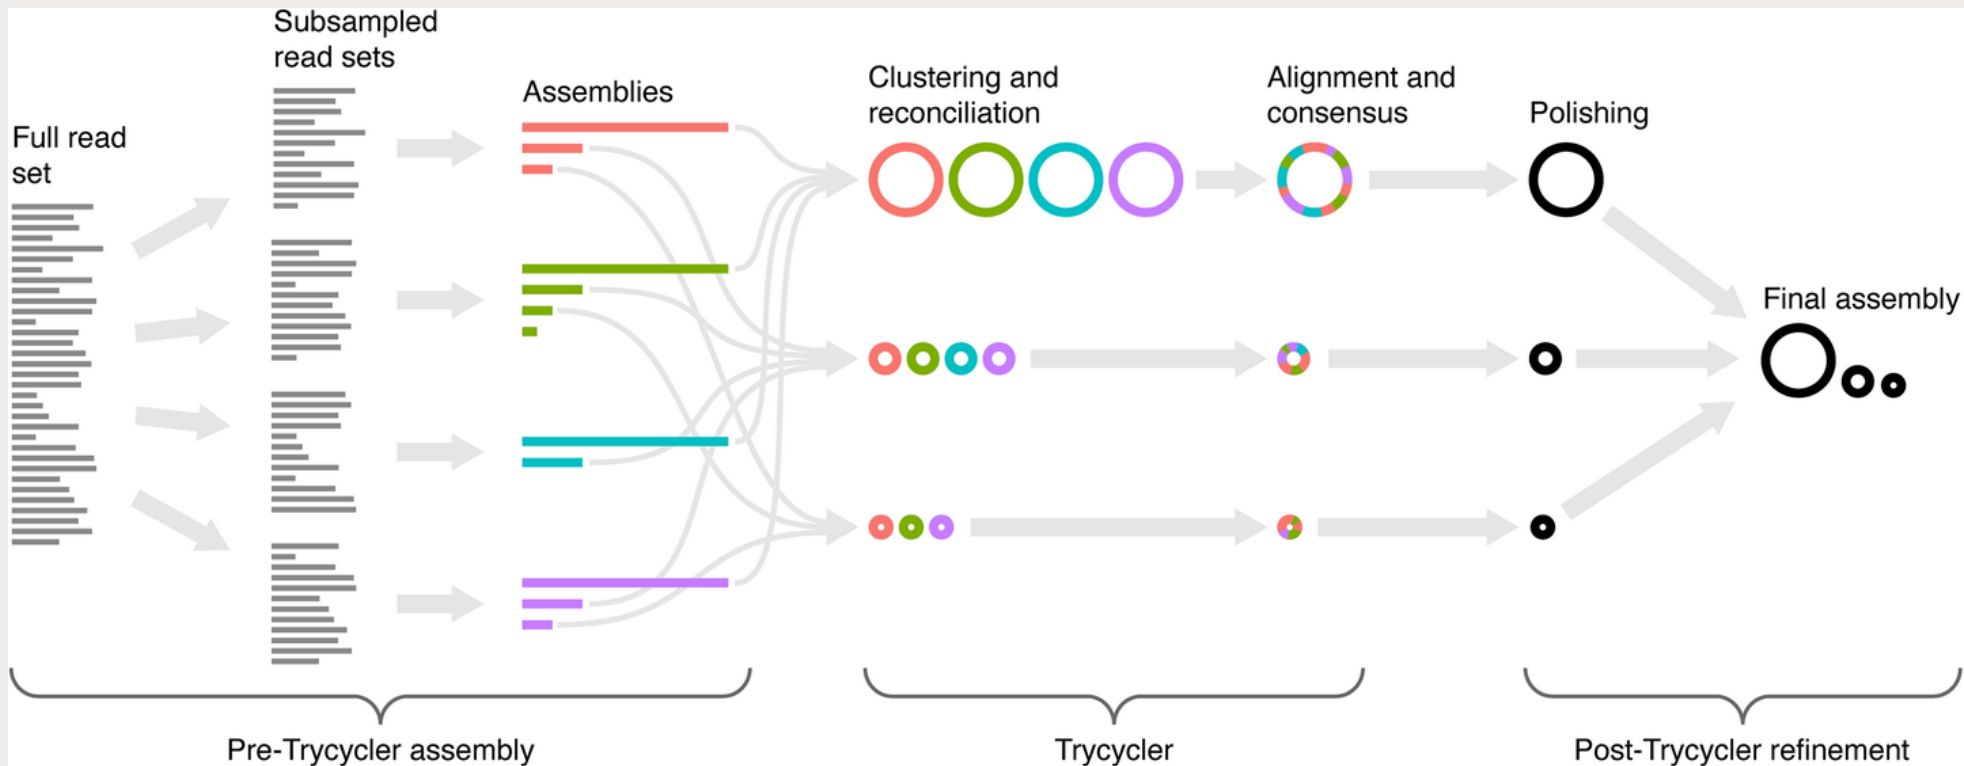 Full read
set
Subsampled
read sets
Assemblies
Clustering and
reconciliation
Alignment and
consensus
Polishing
Final assembly
Pre-Trycycler assembly
Trycycler
Post-Trycycler refinement